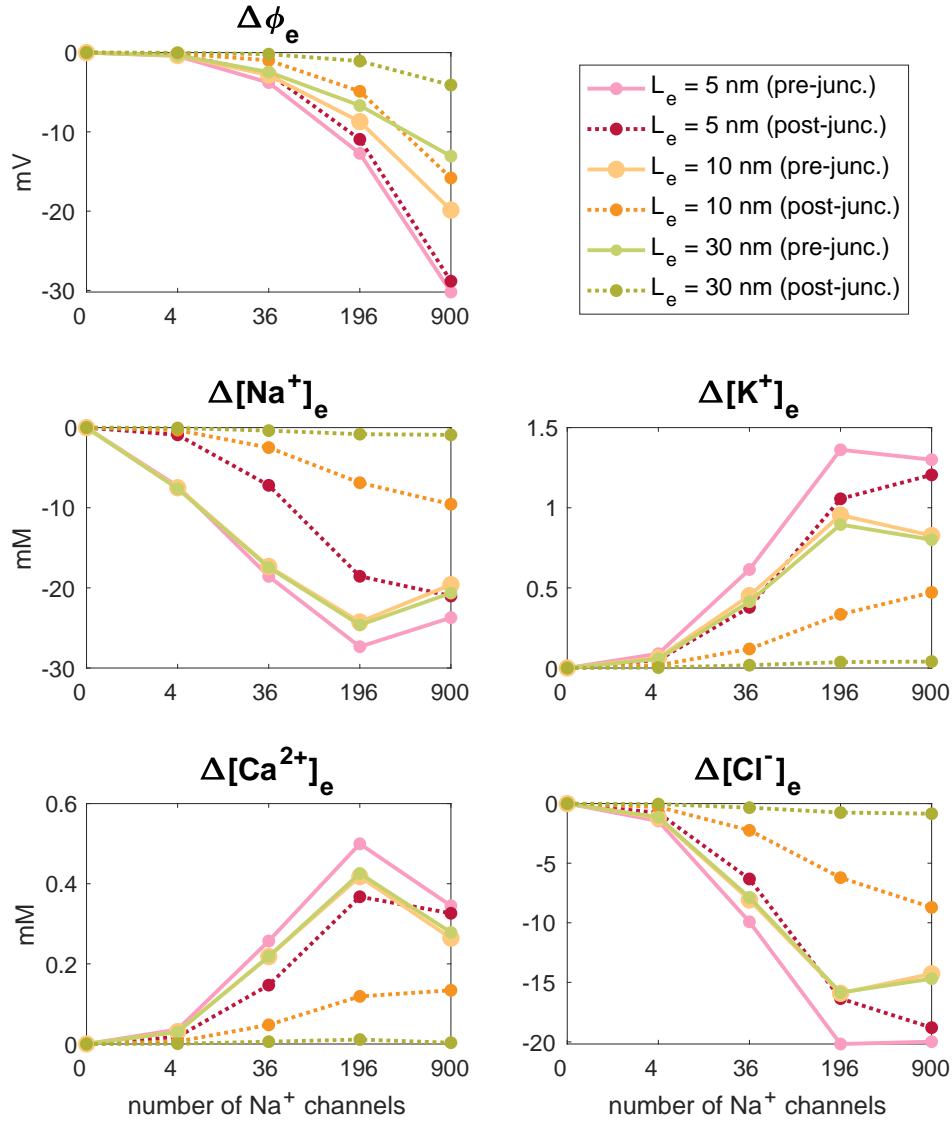 Δϕₑ
0
-10
-20
-30
mV
0 4 36 196 900
Lₑ = 5 nm (pre-junc.)
Lₑ = 5 nm (post-junc.)
Lₑ = 10 nm (pre-junc.)
Lₑ = 10 nm (post-junc.)
Lₑ = 30 nm (pre-junc.)
Lₑ = 30 nm (post-junc.)
Δ[Na⁺]ₑ
0
-10
-20
-30
mM
0 4 36 196 900
Δ[K⁺]ₑ
1.5
1
0.5
0
0 4 36 196 900
Δ[Ca²⁺]ₑ
0.6
0.4
0.2
0
mM
0 4 36 196 900
number of Na⁺ channels
Δ[Cl⁻]ₑ
0
-5
-10
-15
-20
0 4 36 196 900
number of Na⁺ channels